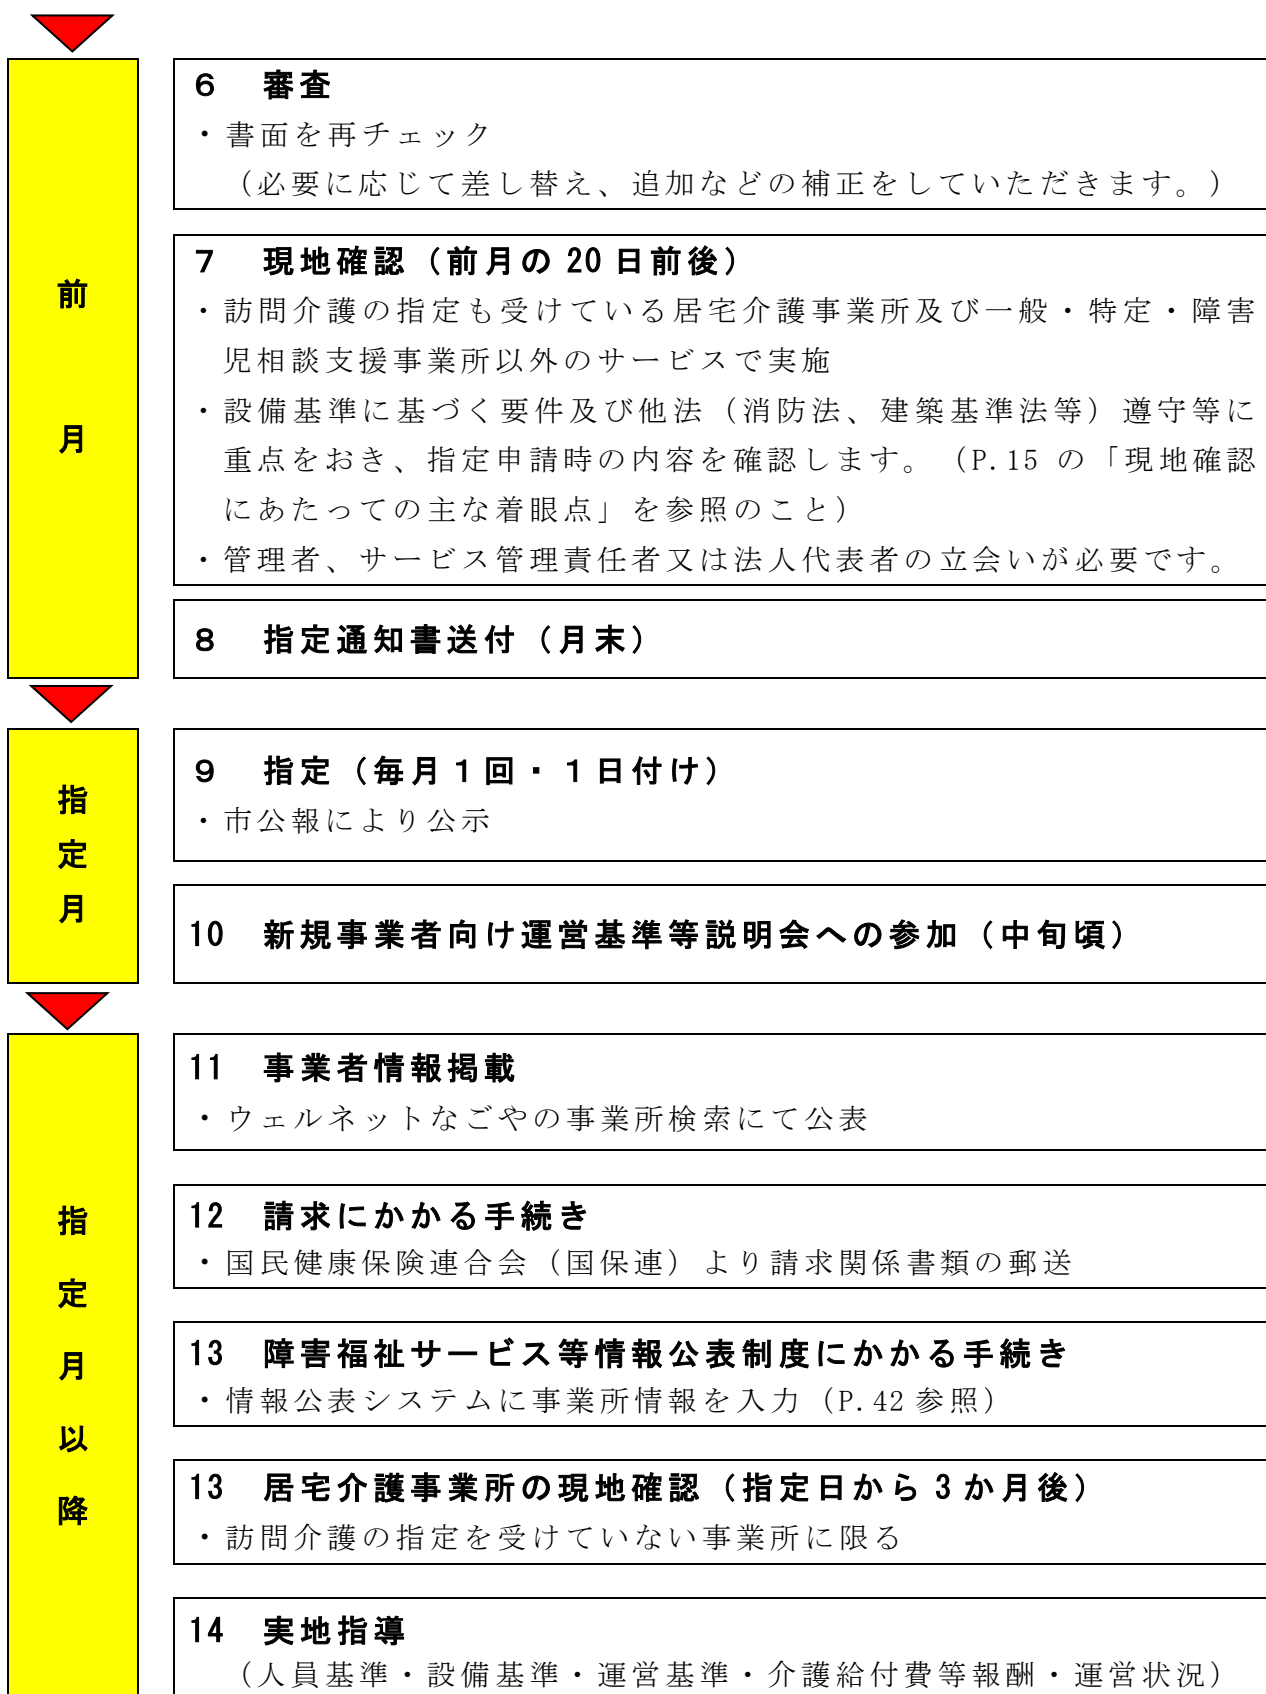 前月
６　審査
・書面を再チェック
（必要に応じて差し替え、追加などの補正をしていただきます。）
７　現地確認（前月の 20 日前後）
・訪問介護の指定も受けている居宅介護事業所及び一般・特定・障害
児相談支援事業所以外のサービスで実施
・設備基準に基づく要件及び他法（消防法、建築基準法等）遵守等に
重点をおき、指定申請時の内容を確認します。（P.15 の「現地確認
にあたっての主な着眼点」を参照のこと）
・管理者、サービス管理責任者又は法人代表者の立会いが必要です。
８　指定通知書送付（月末）
指定月
９　指定（毎月１回・１日付け）
・市公報により公示
10　新規事業者向け運営基準等説明会への参加（中旬頃）
指定月以降
11　事業者情報掲載
・ウェルネットなごやの事業所検索にて公表
12　請求にかかる手続き
・国民健康保険連合会（国保連）より請求関係書類の郵送
13　障害福祉サービス等情報公表制度にかかる手続き
・情報公表システムに事業所情報を入力（P.42 参照）
13　居宅介護事業所の現地確認（指定日から 3 か月後）
・訪問介護の指定を受けていない事業所に限る
14　実地指導
（人員基準・設備基準・運営基準・介護給付費等報酬・運営状況）